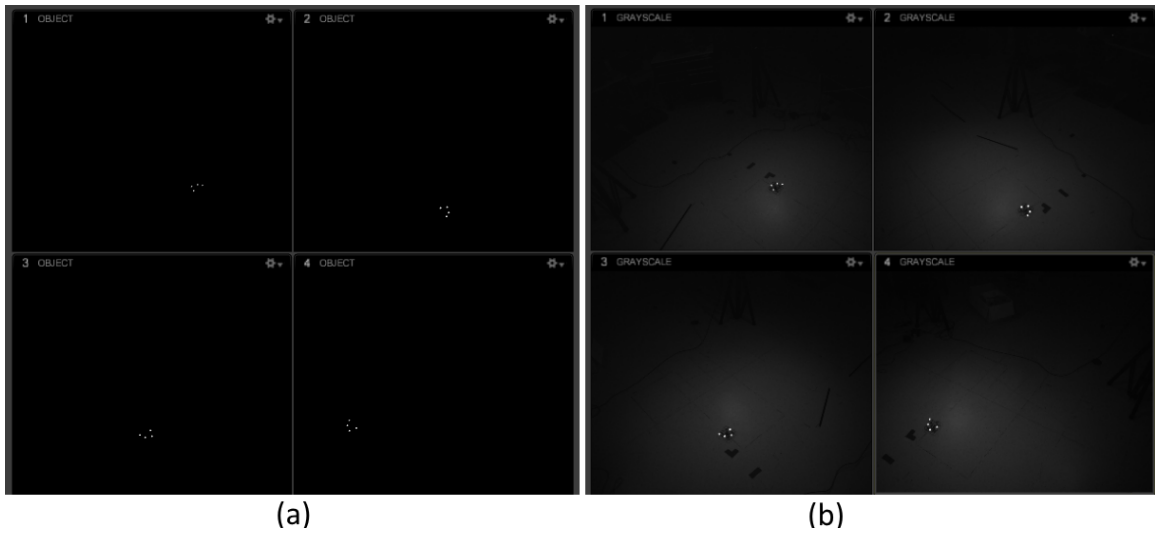 1 OBJECT
2 OBJECT
3 OBJECT
4 OBJECT
(a)
1 GRAYSCALE
2 GRAYSCALE
3 GRAYSCALE
4 GRAYSCALE
(b)